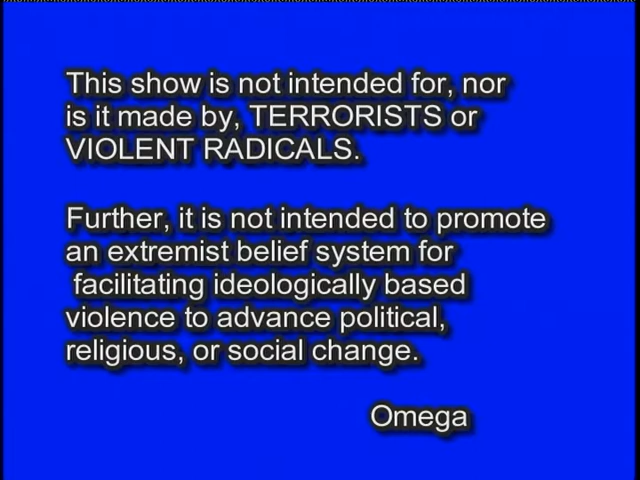 This show is not intended for, nor
is it made by, TERRORISTS or
VIOLENT RADICALS.
Further, it is not intended to promote
an extremist belief system for
facilitating ideologically based
violence to advance political,
religious, or social change.
Omega